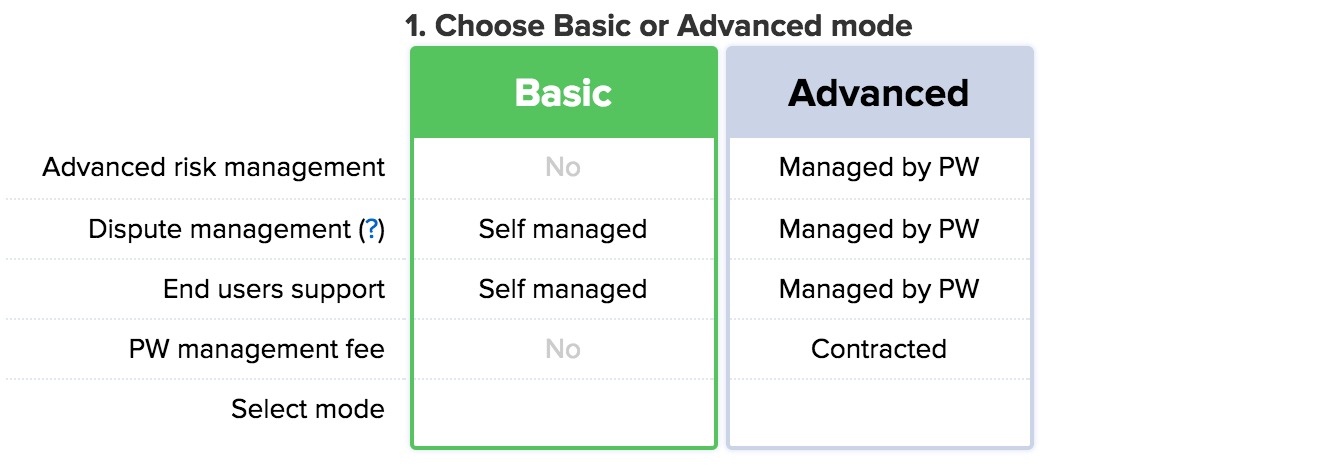 1. Choose Basic or Advanced mode
Basic Advanced
Advanced risk management No Managed by PW
Dispute management (?) Self managed Managed by PW
End users support Self managed Managed by PW
PW management fee No Contracted
Select mode